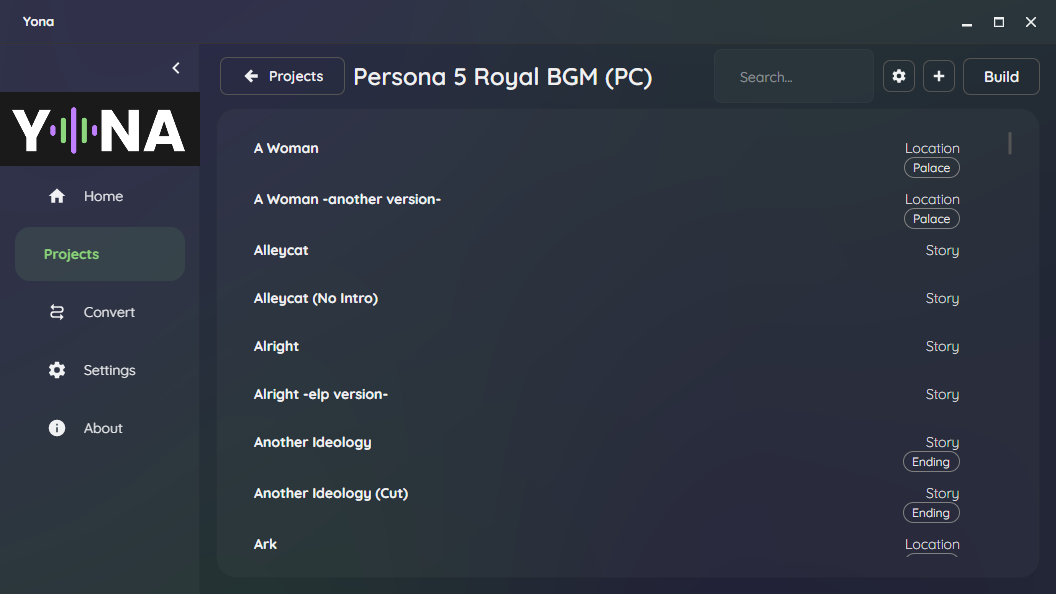 Yona
YONA
Home
Projects
Convert
Settings
About
Projects
Persona 5 Royal BGM (PC)
Search...
Build
A Woman
Location
Palace
A Woman -another version-
Location
Palace
Alleycat
Story
Alleycat (No Intro)
Story
Alright
Story
Alright -elp version-
Story
Another Ideology
Story
Ending
Another Ideology (Cut)
Story
Ending
Ark
Location